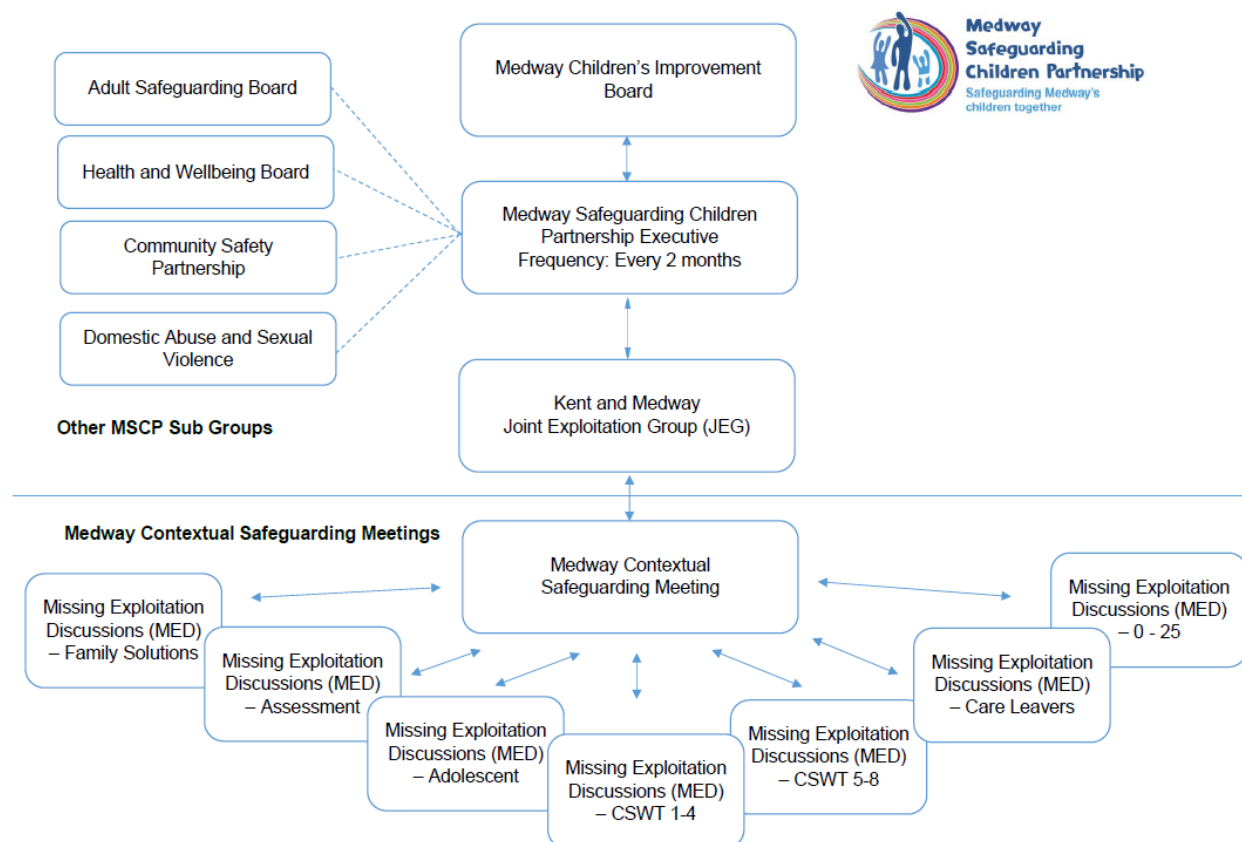 Medway
Safeguarding
Children Partnership
Safeguarding Medway's
children together
Medway Children's Improvement
Board
Adult Safeguarding Board
Health and Wellbeing Board
Community Safety
Partnership
Domestic Abuse and Sexual
Violence
Medway Safeguarding Children
Partnership Executive
Frequency: Every 2 months
Kent and Medway
Joint Exploitation Group (JEG)
Other MSCP Sub Groups
Medway Contextual Safeguarding Meetings
Medway Contextual
Safeguarding Meeting
Missing Exploitation
Discussions (MED)
– Family Solutions
Missing Exploitation
Discussions (MED)
– Assessment
Missing Exploitation
Discussions (MED)
– Adolescent
Missing Exploitation
Discussions (MED)
– CSWT 1-4
Missing Exploitation
Discussions (MED)
– CSWT 5-8
Missing Exploitation
Discussions (MED)
– Care Leavers
Missing Exploitation
Discussions (MED)
– 0 - 25